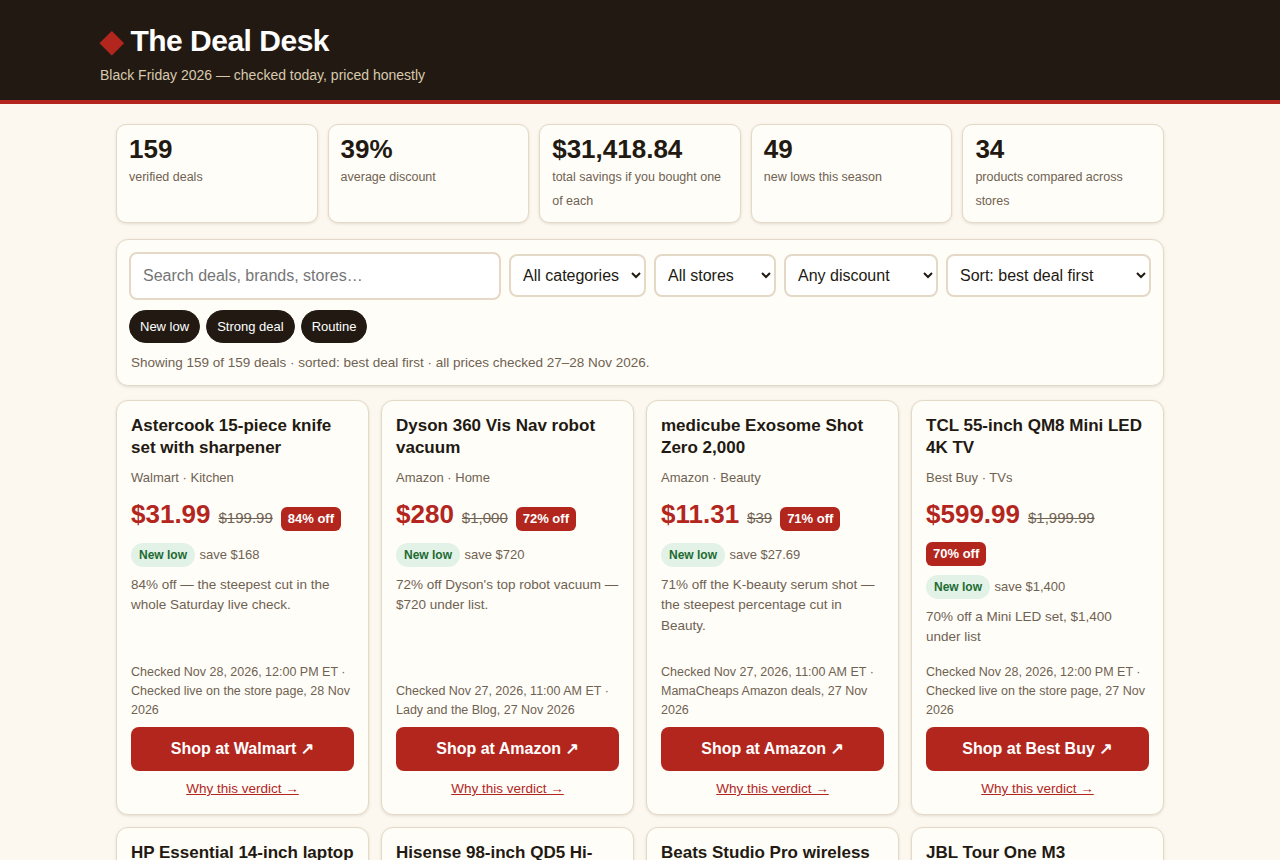 The Deal Desk
Black Friday 2026 — checked today, priced honestly
159
verified deals
39%
average discount
$31,418.84
total savings if you bought one
of each
49
new lows this season
34
products compared across
stores
Search deals, brands, stores…
All categories
All stores
Any discount
Sort: best deal first
New low
Strong deal
Routine
Showing 159 of 159 deals · sorted: best deal first · all prices checked 27–28 Nov 2026.
Astercook 15-piece knife
set with sharpener
Walmart · Kitchen
$31.99 $199.99 84% off
New low save $168
84% off — the steepest cut in the
whole Saturday live check.
Checked Nov 28, 2026, 12:00 PM ET ·
Checked live on the store page, 28 Nov
2026
Shop at Walmart ↗
Why this verdict →
Dyson 360 Vis Nav robot
vacuum
Amazon · Home
$280 $1,000 72% off
New low save $720
72% off Dyson's top robot vacuum —
$720 under list.
Checked Nov 27, 2026, 11:00 AM ET ·
Lady and the Blog, 27 Nov 2026
Shop at Amazon ↗
Why this verdict →
medicube Exosome Shot
Zero 2,000
Amazon · Beauty
$11.31 $39 71% off
New low save $27.69
71% off the K-beauty serum shot —
the steepest percentage cut in
Beauty.
Checked Nov 27, 2026, 11:00 AM ET ·
MamaCheaps Amazon deals, 27 Nov
2026
Shop at Amazon ↗
Why this verdict →
TCL 55-inch QM8 Mini LED
4K TV
Best Buy · TVs
$599.99 $1,999.99
70% off
New low save $1,400
70% off a Mini LED set, $1,400
under list
Checked Nov 28, 2026, 12:00 PM ET ·
Checked live on the store page, 27 Nov
2026
Shop at Best Buy ↗
Why this verdict →
HP Essential 14-inch laptop
Hisense 98-inch QD5 Hi-
Beats Studio Pro wireless
JBL Tour One M3